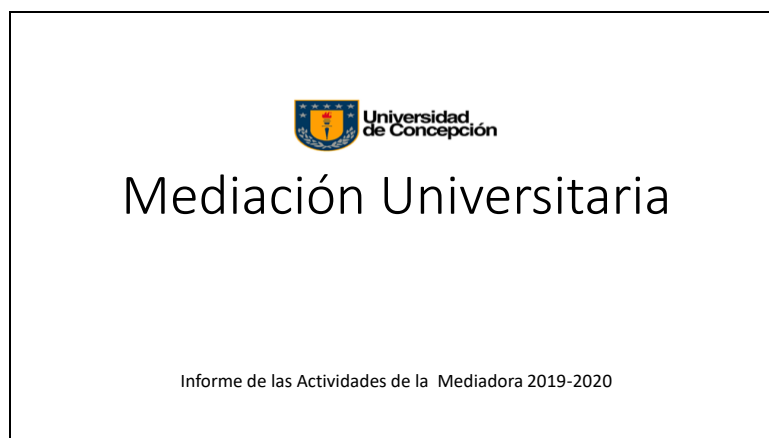 Universidad
de Concepción
Mediación Universitaria
Informe de las Actividades de la Mediadora 2019-2020